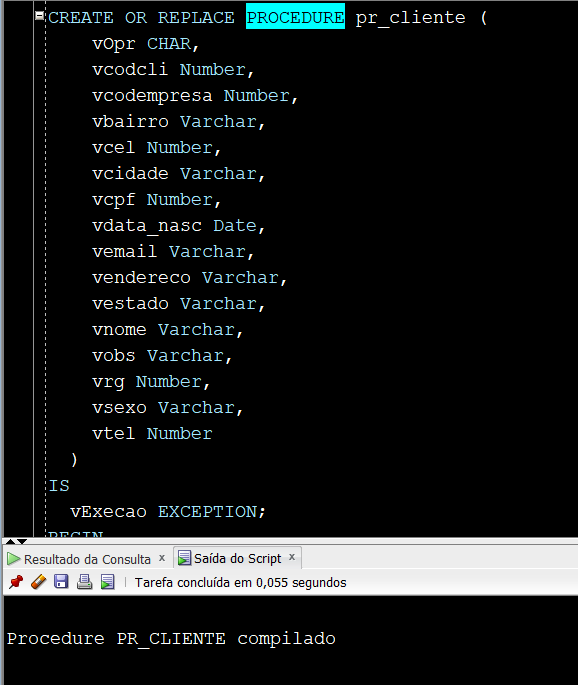 CREATE OR REPLACE PROCEDURE pr_cliente (
vOpr CHAR,
vcodcli Number,
vcodempresa Number,
vbairro Varchar,
vcel Number,
vcidade Varchar,
vcpf Number,
vdata_nasc Date,
vemail Varchar,
vendereco Varchar,
vestado Varchar,
vnome Varchar,
vobs Varchar,
vrg Number,
vsexo Varchar,
vtel Number
)
IS
vExecao EXCEPTION;
BEGIN
Resultado da Consulta x Saída do Script x
Tarefa concluída em 0,055 segundos
Procedure PR_CLIENTE compilado